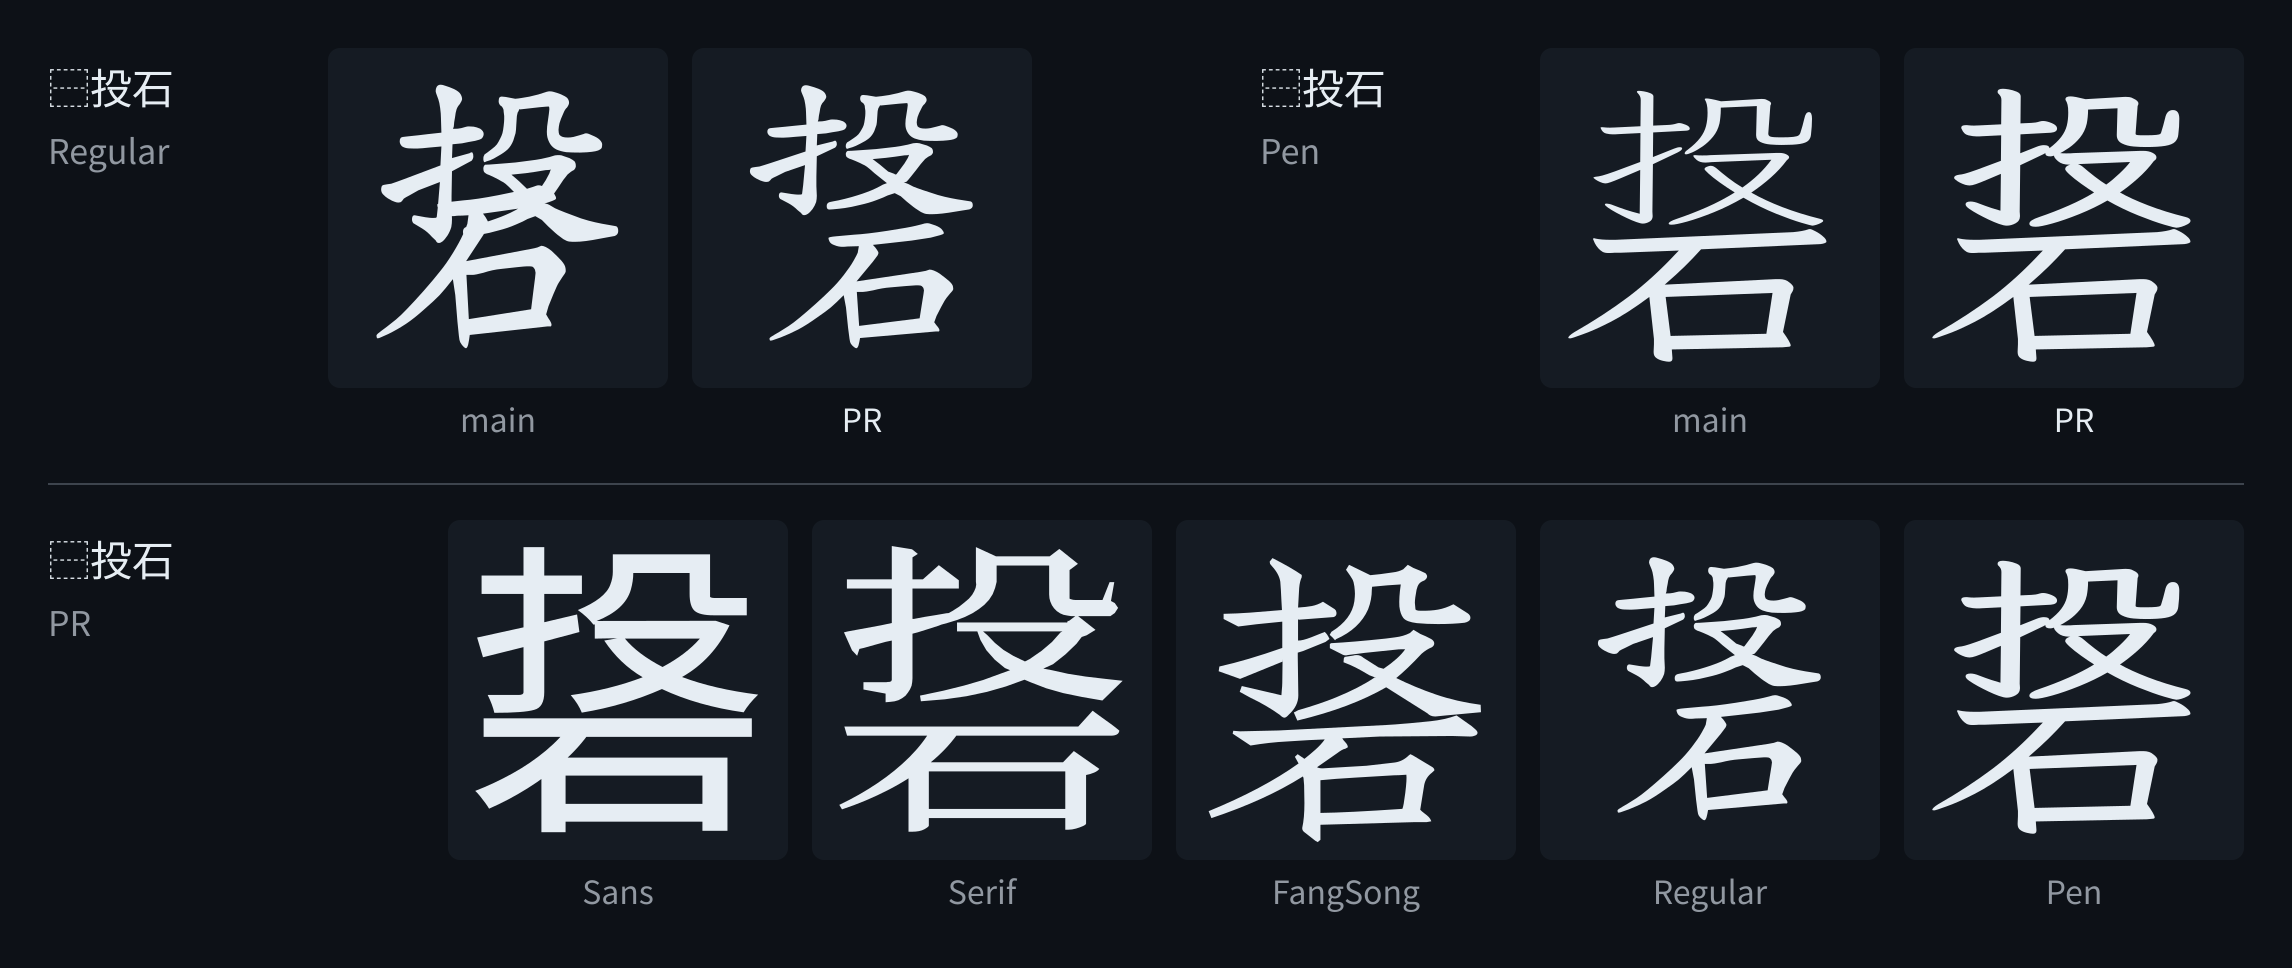 ⿱投石
Regular
main
PR
⿱投石
Pen
main
PR
⿱投石
PR
Sans
Serif
FangSong
Regular
Pen